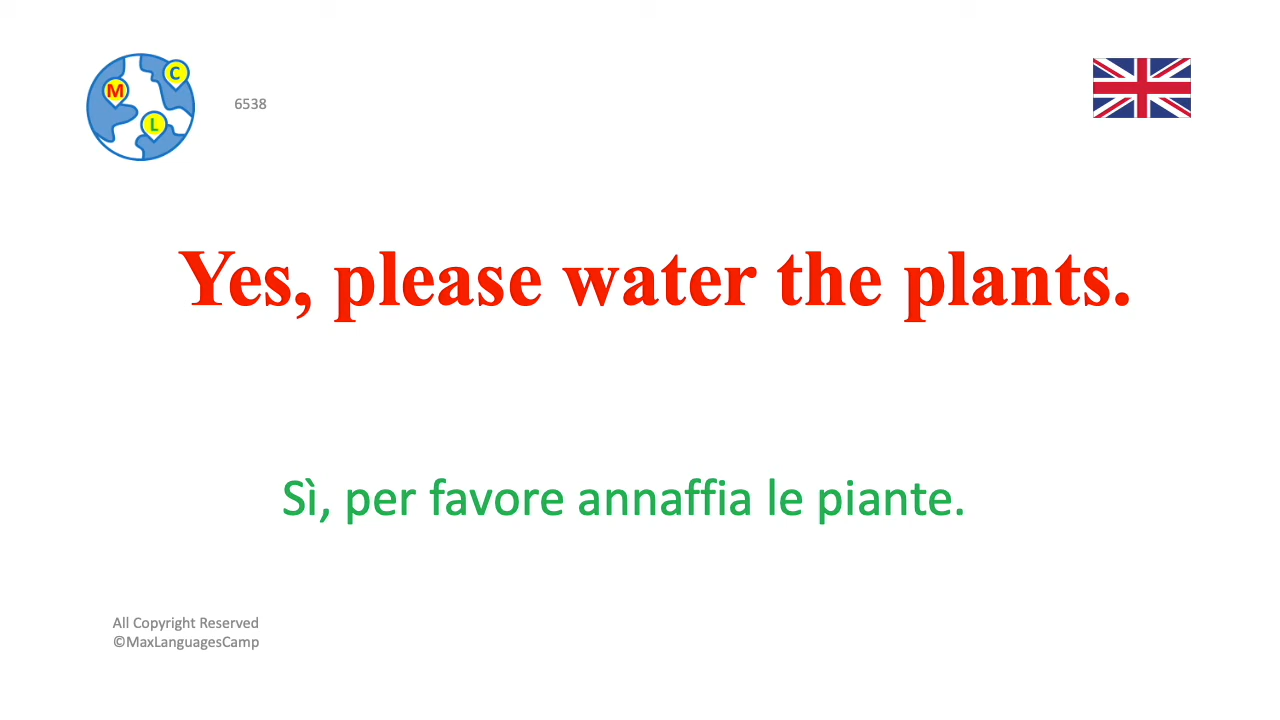 M
C
L
6538
Yes, please water the plants.
Sì, per favore annaffia le piante.
All Copyright Reserved
©MaxLanguagesCamp